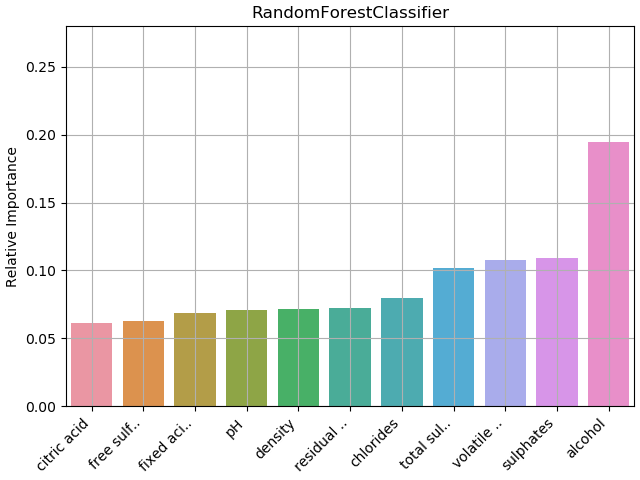 RandomForestClassifier
Relative Importance
0.25
0.20
0.15
0.10
0.05
0.00
citric acid
free sulf..
fixed aci..
pH
density
residual ..
chlorides
total sul..
volatile ..
sulphates
alcohol